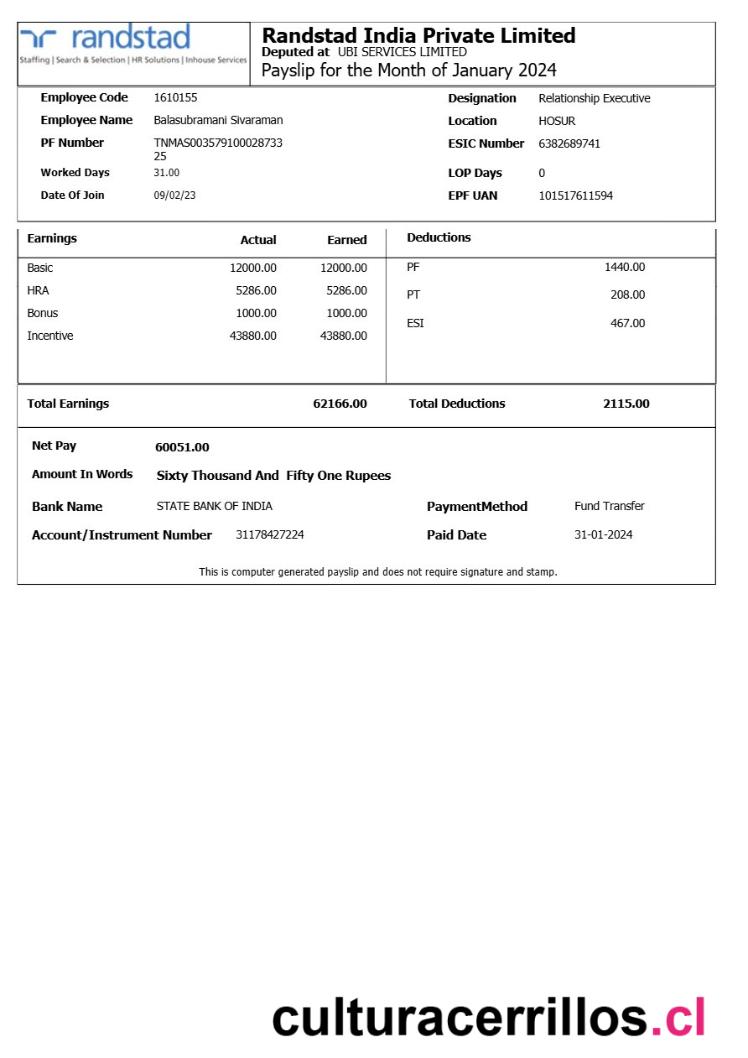 randstad
Staffing | Search & Selection | HR Solutions | Inhouse Services
Randstad India Private Limited
Deputed at UBI SERVICES LIMITED
Payslip for the Month of January 2024
Employee Code 1610155 Designation Relationship Executive
Employee Name Balasubramani Sivaraman Location HOSUR
PF Number TNMAS003579100028733 ESIC Number 6382689741
25
Worked Days 31.00 LOP Days 0
Date Of Join 09/02/23 EPF UAN 101517611594
Earnings Actual Earned Deductions
Basic 12000.00 12000.00 PF 1440.00
HRA 5286.00 5286.00 PT 208.00
Bonus 1000.00 1000.00 ESI 467.00
Incentive 43880.00 43880.00
Total Earnings 62166.00 Total Deductions 2115.00
Net Pay 60051.00
Amount In Words Sixty Thousand And Fifty One Rupees
Bank Name STATE BANK OF INDIA PaymentMethod Fund Transfer
Account/Instrument Number 31178427224 Paid Date 31-01-2024
This is computer generated payslip and does not require signature and stamp.
culturacerrillos.cl